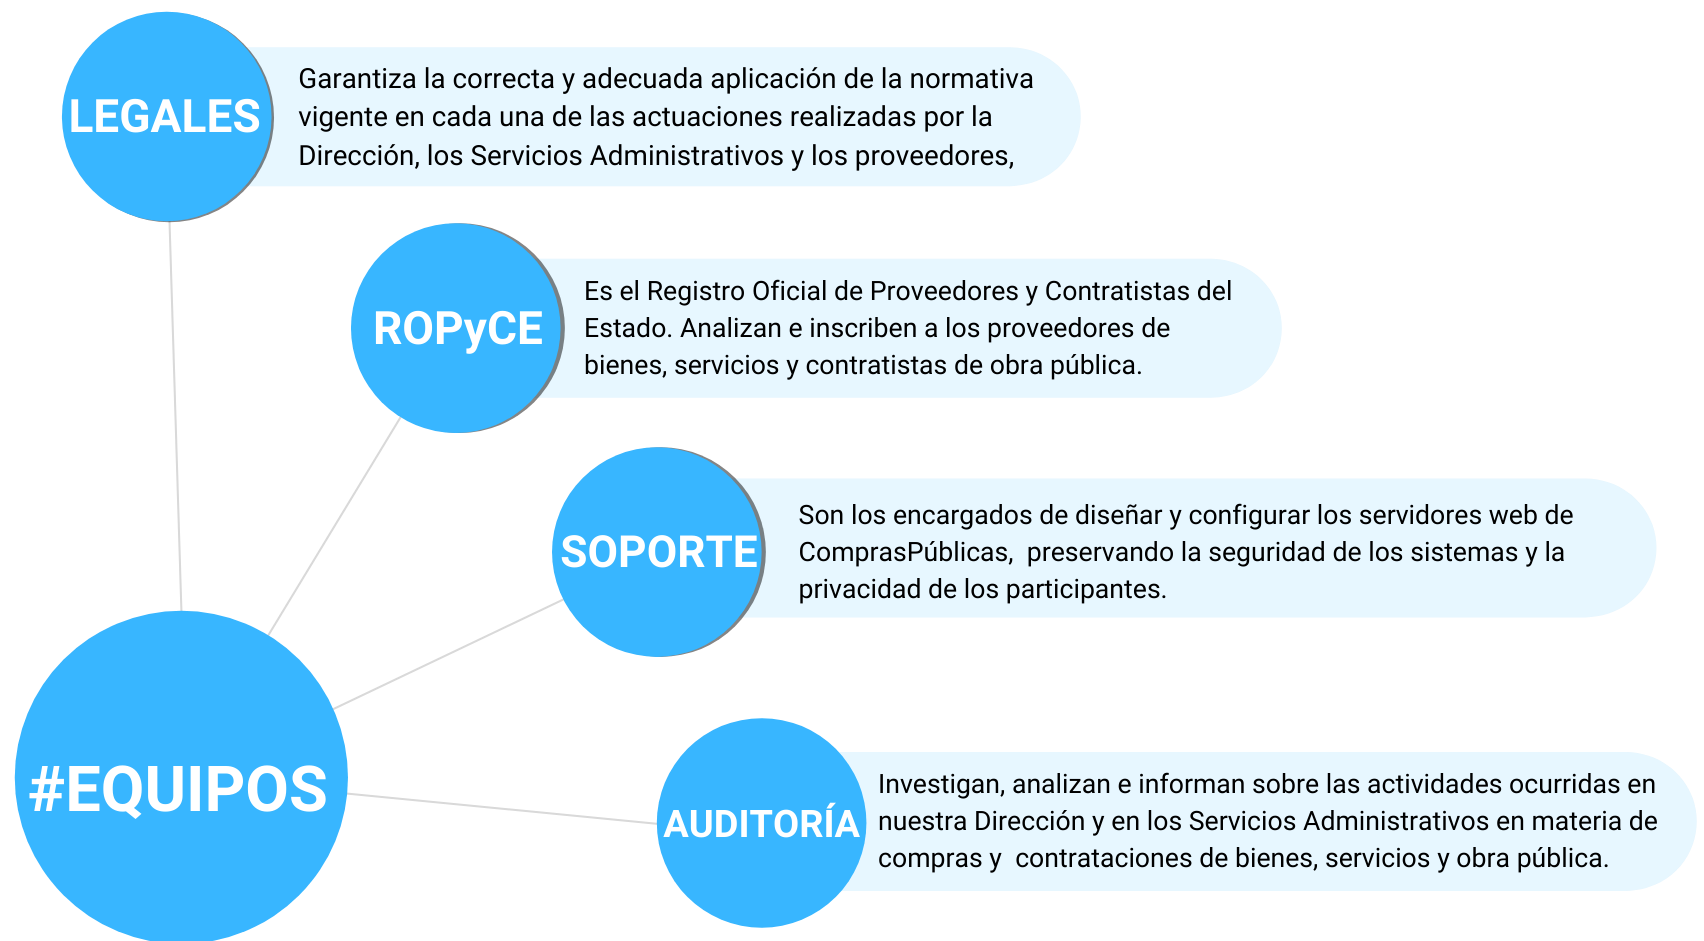 LEGALES
Garantiza la correcta y adecuada aplicación de la normativa
vigente en cada una de las actuaciones realizadas por la
Dirección, los Servicios Administrativos y los proveedores,
ROPyCE
Es el Registro Oficial de Proveedores y Contratistas del
Estado. Analizan e inscriben a los proveedores de
bienes, servicios y contratistas de obra pública.
SOPORTE
Son los encargados de diseñar y configurar los servidores web de
ComprasPúblicas,  preservando la seguridad de los sistemas y la
privacidad de los participantes.
#EQUIPOS
AUDITORÍA
Investigan, analizan e informan sobre las actividades ocurridas en
nuestra Dirección y en los Servicios Administrativos en materia de
compras y  contrataciones de bienes, servicios y obra pública.